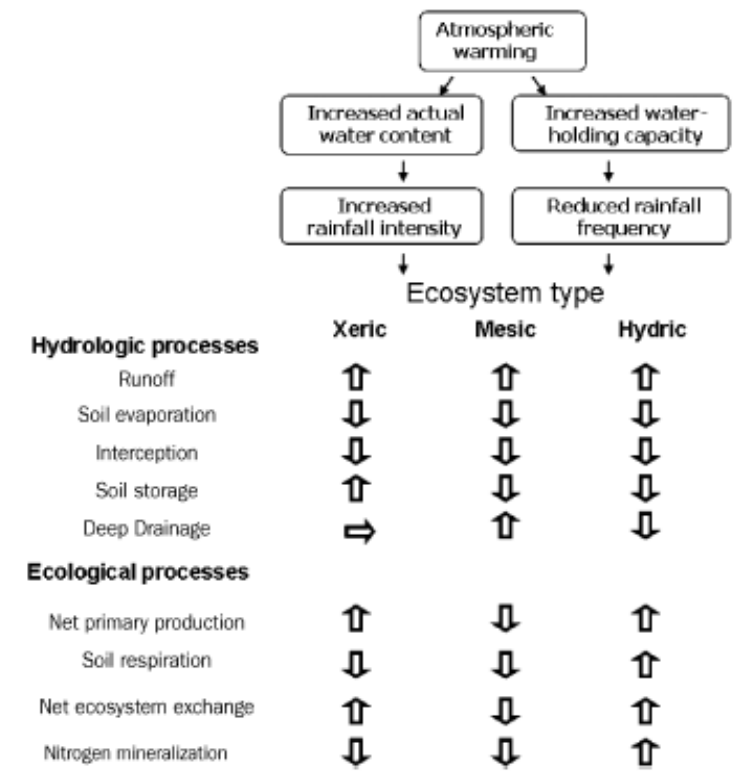 Atmospheric
warming
Increased actual
water content
Increased water-
holding capacity
Increased
rainfall intensity
Reduced rainfall
frequency
Ecosystem type
Xeric Mesic Hydric
Hydrologic processes
Runoff
Soil evaporation
Interception
Soil storage
Deep Drainage
Ecological processes
Net primary production
Soil respiration
Net ecosystem exchange
Nitrogen mineralization